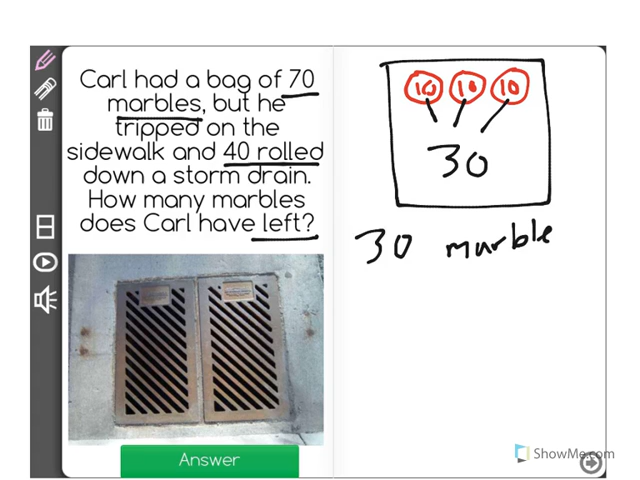 Carl had a bag of 70
marbles, but he
tripped on the
sidewalk and 40 rolled
down a storm drain.
How many marbles
does Carl have left?
10 10 10
30
30 marble
Answer
ShowMe.com